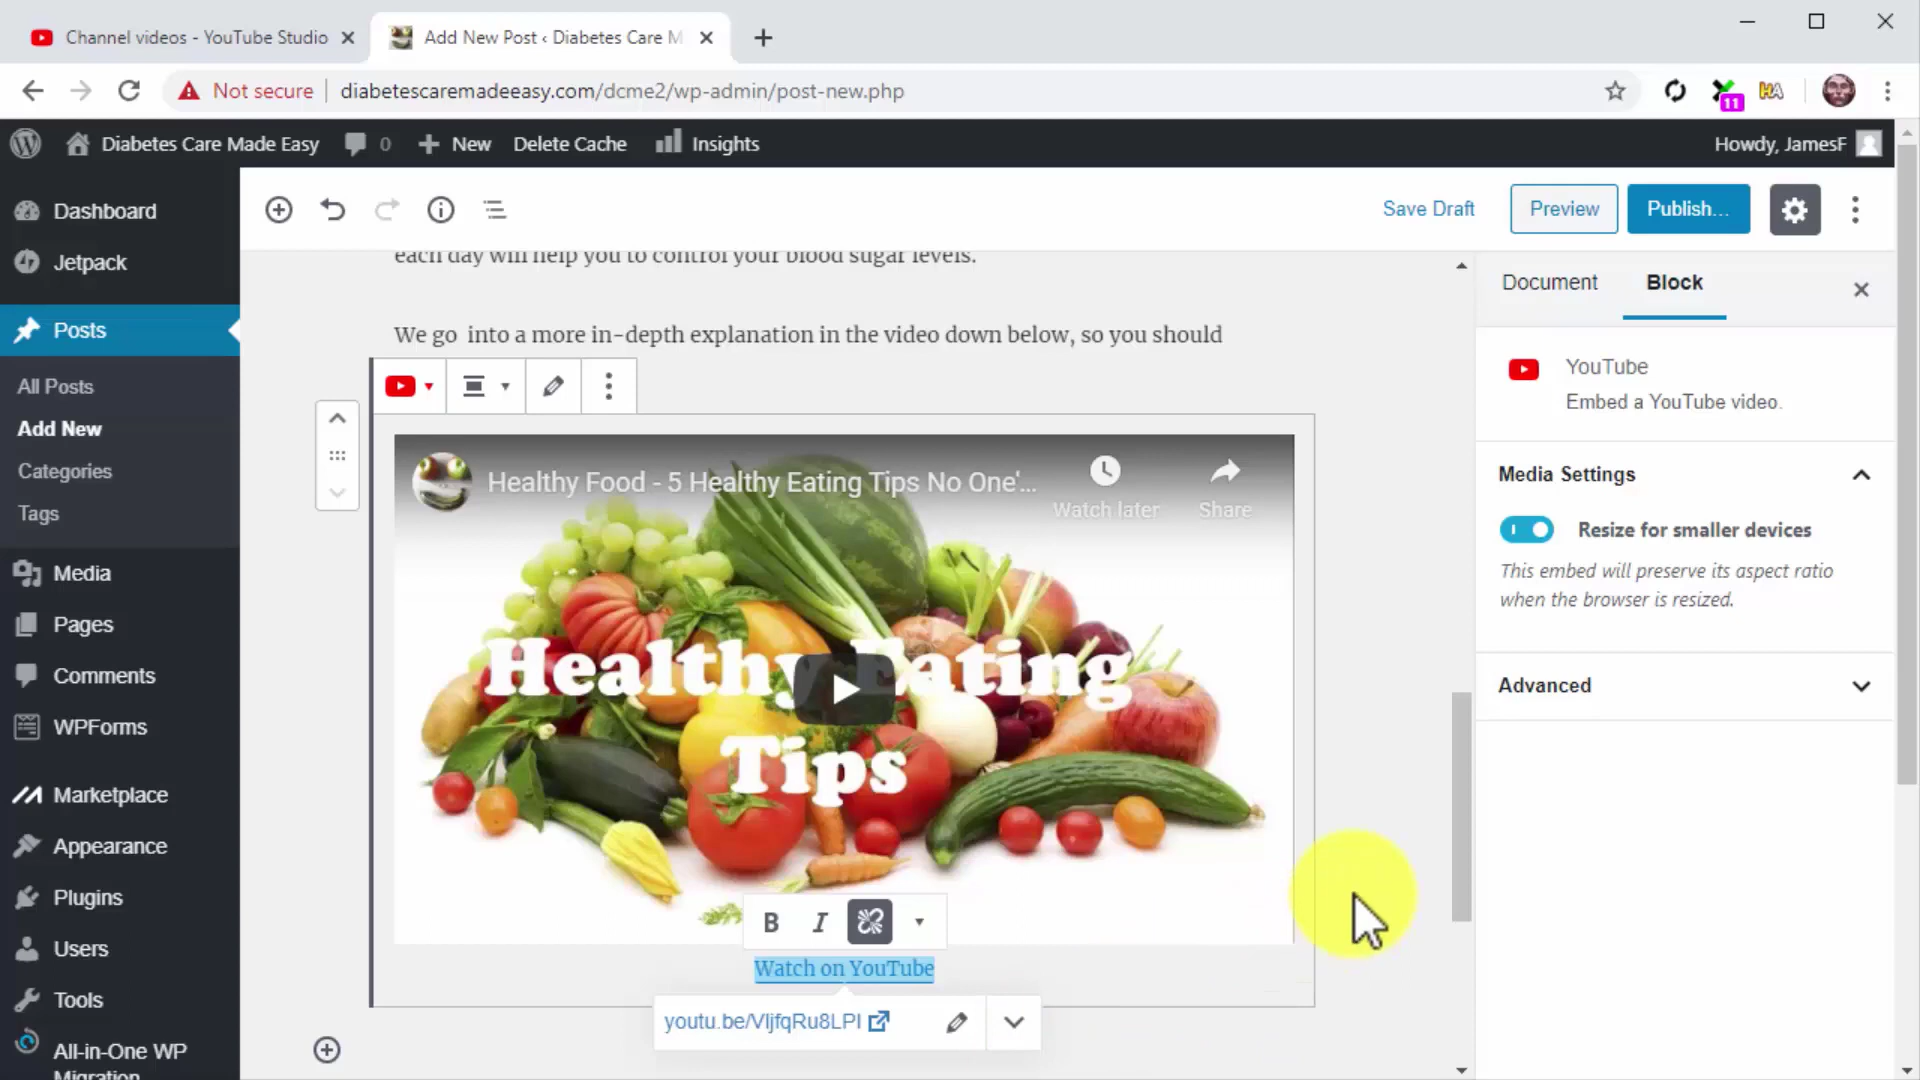 Channel videos - YouTube Studio
Add New Post ‹ Diabetes Care M
Not secure
diabetescaremadeeasy.com/dcme2/wp-admin/post-new.php
11
HA
Diabetes Care Made Easy
0
New
Delete Cache
Insights
Howdy, JamesF
Dashboard
Jetpack
Posts
All Posts
Add New
Categories
Tags
Media
Pages
Comments
WPForms
Marketplace
Appearance
Plugins
Users
Tools
All-in-One WP
Migration
Save Draft
Preview
Publish...
each day will help you to control your blood sugar levels.
We go into a more in-depth explanation in the video down below, so you should
Healthy Food - 5 Healthy Eating Tips No One'...
Watch later
Share
Healthy Eating
Tips
B I
Watch on YouTube
youtu.be/VIjfqRu8LPI
Document
Block
YouTube
Embed a YouTube video.
Media Settings
Resize for smaller devices
This embed will preserve its aspect ratio
when the browser is resized.
Advanced